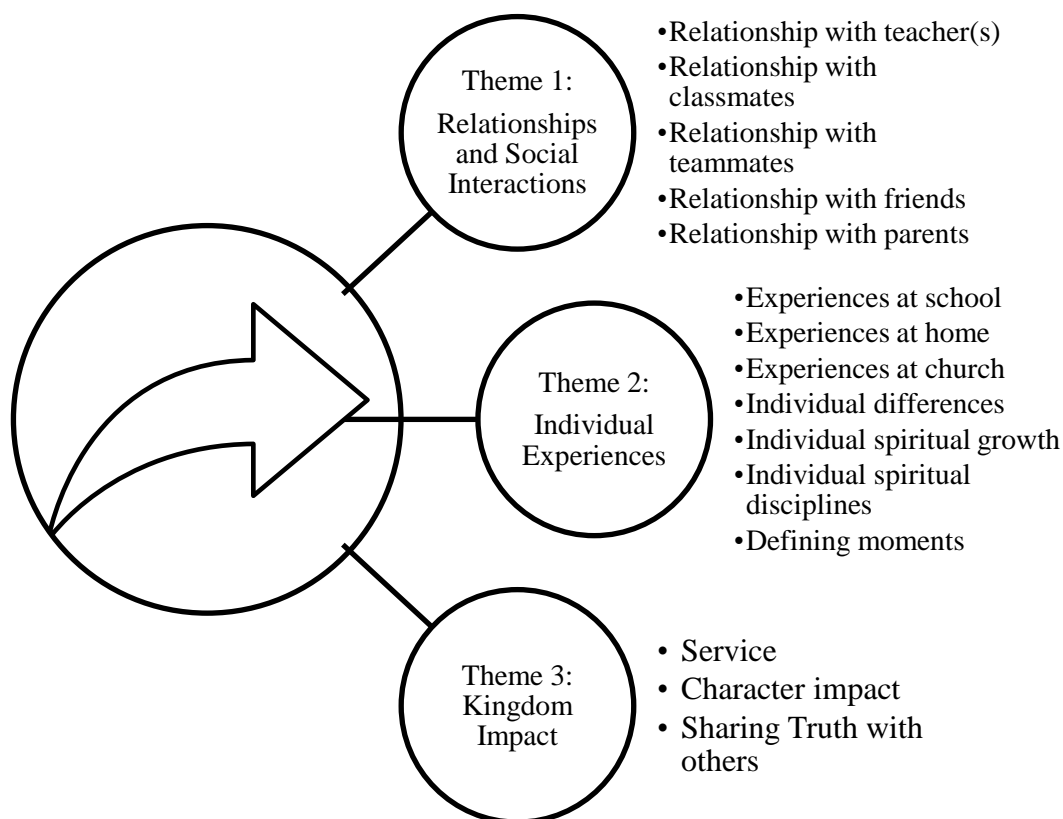 Theme 1:
Relationships
and Social
Interactions
•Relationship with teacher(s)
•Relationship with
classmates
•Relationship with
teammates
•Relationship with friends
•Relationship with parents
Theme 2:
Individual
Experiences
•Experiences at school
•Experiences at home
•Experiences at church
•Individual differences
•Individual spiritual growth
•Individual spiritual
disciplines
•Defining moments
Theme 3:
Kingdom
Impact
• Service
• Character impact
• Sharing Truth with
others